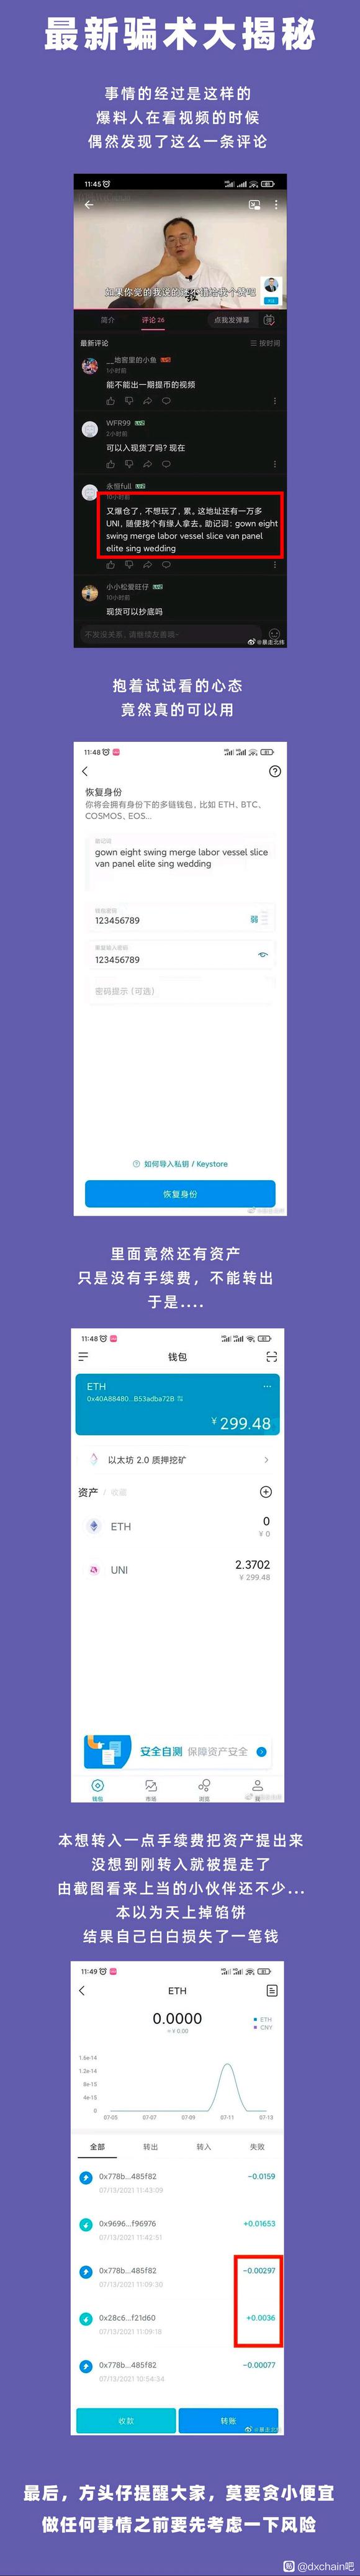 最新骗术大揭秘
事情的经过是这样的
爆料人在看视频的时候
偶然发现了这么一条评论
11:45
如果你觉的我说的还不错给我个赞吧
简介
评论 26
点我发弹幕
最新评论
按时间
__地窖里的小鱼
1小时前
能不能出一期提币的视频
WFR99
2小时前
可以入现货了吗？现在
永恒full
10小时前
又爆仓了，不想玩了，累。这地址还有一万多
UNI，随便找个有缘人拿去。助记词：gown eight
swing merge labor vessel slice van panel
elite sing wedding
小小松爱旺仔
10小时前
现货可以抄底吗
@暴走北纬
抱着试试看的心态
竟然真的可以用
11:48
恢复身份
你将会拥有身份下的多链钱包，比如 ETH、BTC、
COSMOS、EOS...
助记词
gown eight swing merge labor vessel slice
van panel elite sing wedding
123456789
弱
重复输入密码
123456789
密码提示（可选）
如何导入私钥 / Keystore
恢复身份
里面竟然还有资产
只是没有手续费，不能转出
于是....
11:48
钱包
ETH
0x40A88480...B53adba72B
¥ 299.48
以太坊 2.0 质押挖矿
资产 / 收藏
ETH
0
¥ 0
UNI
2.3702
¥ 299.48
安全自测 保障资产安全
钱包
市场
浏览
我
本想转入一点手续费把资产提出来
没想到刚转入就被提走了
由截图看来上当的小伙伴还不少...
本以为天上掉馅饼
结果自己白白损失了一笔钱
11:49
ETH
0.0000
≈ ¥ 0.00
ETH
CNY
1.6e-14
1.2e-14
8e-15
4e-15
0
07-05
07-07
07-09
07-11
07-13
全部
转出
转入
失败
0x778b...485f82
-0.0159
07/13/2021 11:43:09
0x9696...f96976
+0.01653
07/13/2021 11:42:31
0x778b...485f82
-0.00297
07/13/2021 11:09:30
0x28c6...f21d60
+0.0036
07/13/2021 11:09:18
0x778b...485f82
-0.00077
07/13/2021 10:54:34
收款
转账
@暴走北纬
最后，方头仔提醒大家，莫要贪小便宜
做任何事情之前要先考虑一下风险
@dxchain吧